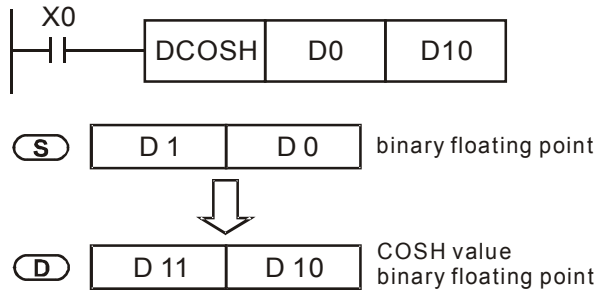 X0
DCOSH D0 D10
S D 1 D 0 binary floating point
D D 11 D 10 COSH value
binary floating point